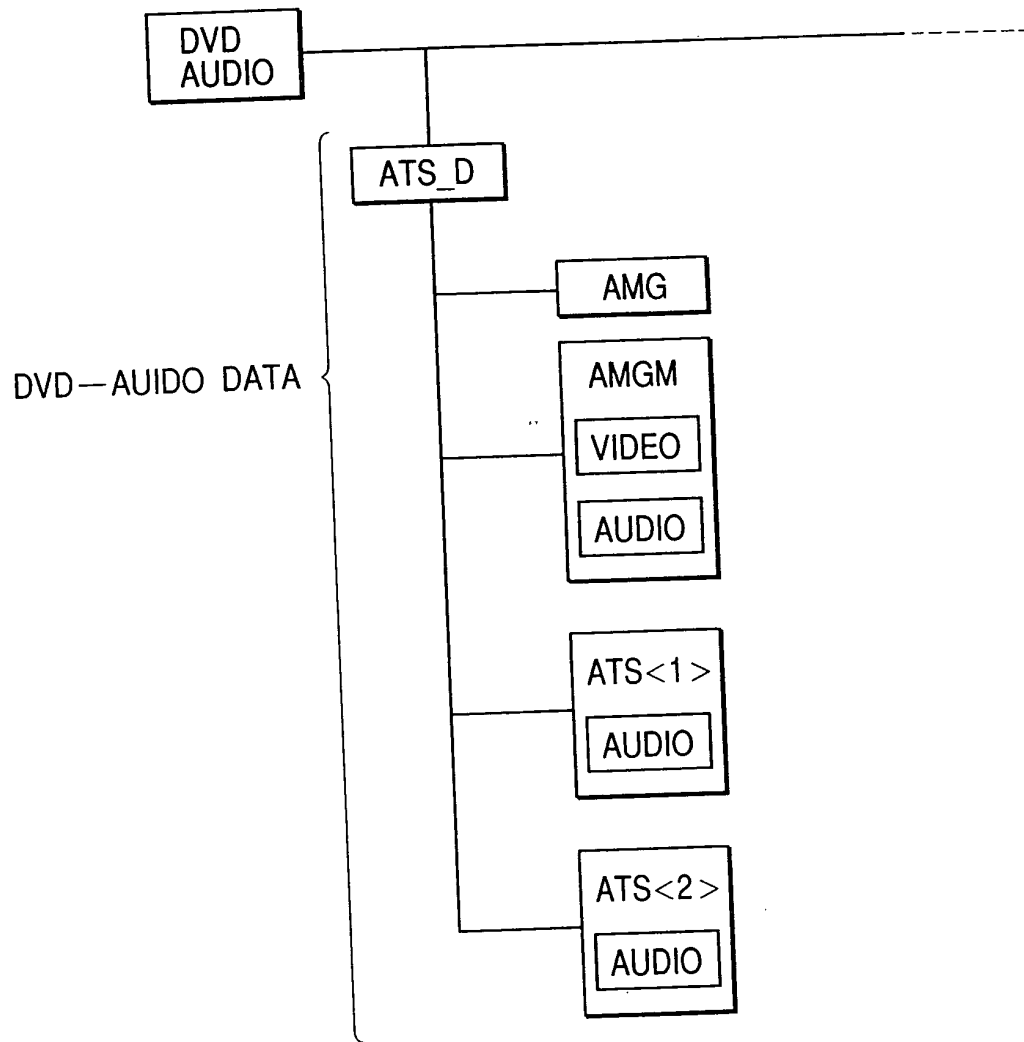 DVD
AUDIO
ATS_D
AMG
DVD—AUIDO DATA
AMGM
VIDEO
AUDIO
ATS<1>
AUDIO
ATS<2>
AUDIO